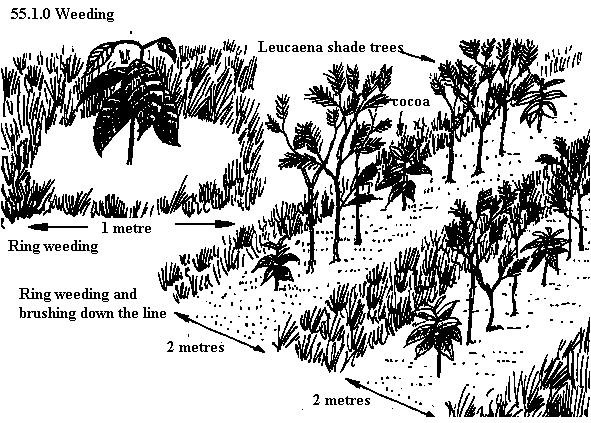 55.1.0 Weeding
Leucaena shade trees
cocoa
1 metre
Ring weeding
Ring weeding and
brushing down the line
2 metres
2 metres